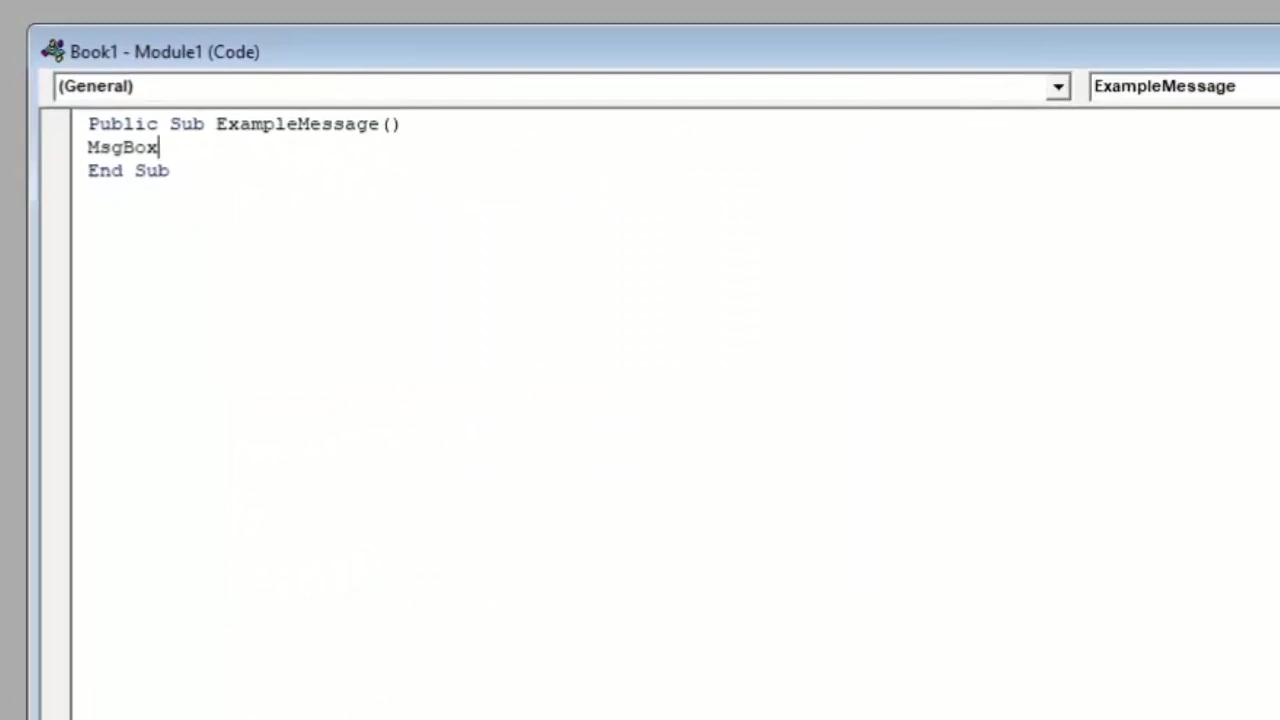 Book1 - Module1 (Code)
(General)
ExampleMessage
Public Sub ExampleMessage()
MsgBox
End Sub